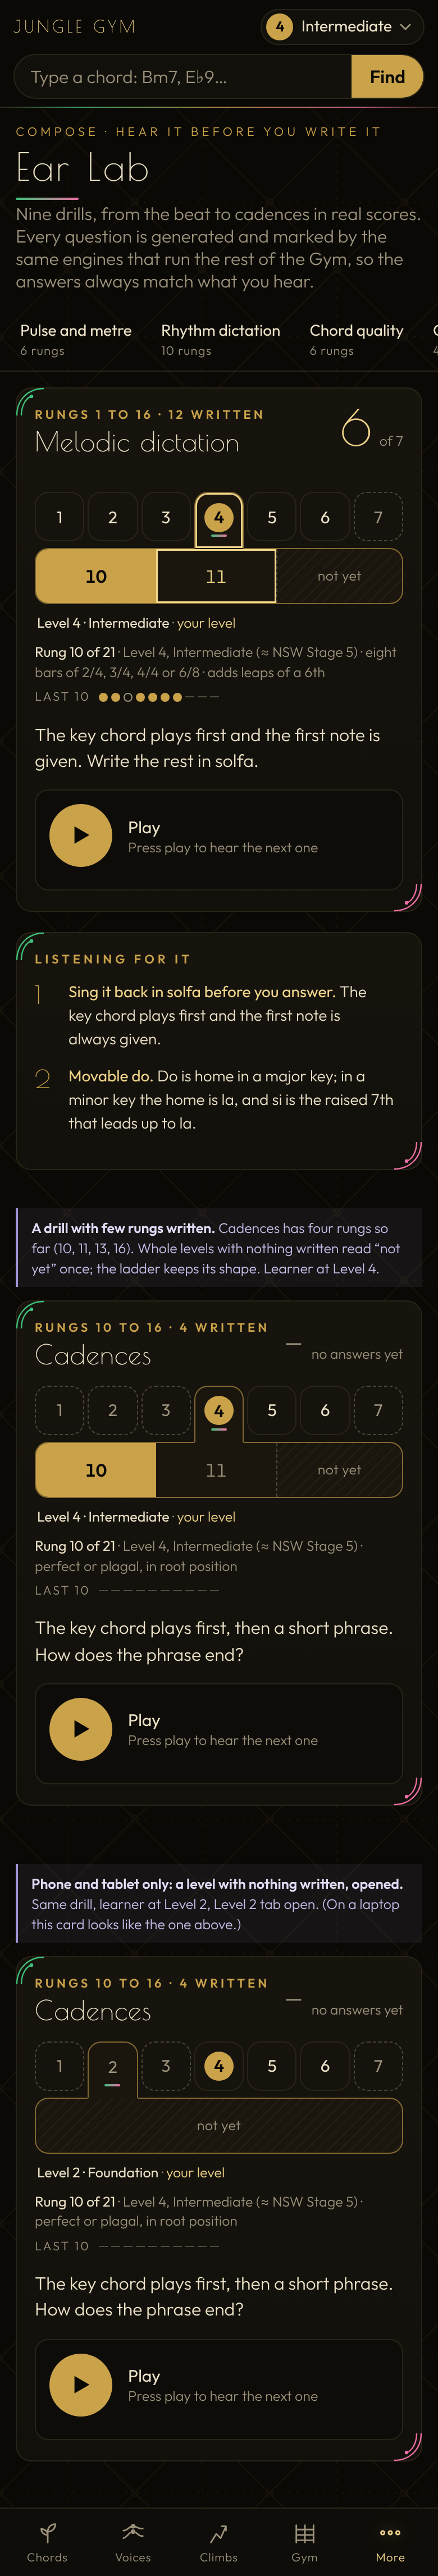 JUNGLE GYM
4 Intermediate
Type a chord: Bm7, E♭9...
Find
COMPOSE · HEAR IT BEFORE YOU WRITE IT
Ear Lab
Nine drills, from the beat to cadences in real scores.
Every question is generated and marked by the
same engines that run the rest of the Gym, so the
answers always match what you hear.
Pulse and metre Rhythm dictation Chord quality
6 rungs 10 rungs 6 rungs
RUNGS 1 TO 16 · 12 WRITTEN
Melodic dictation
6 of 7
1 2 3 4 5 6 7
10 11 not yet
Level 4 · Intermediate · your level
Rung 10 of 21 · Level 4, Intermediate (≈ NSW Stage 5) · eight
bars of 2/4, 3/4, 4/4 or 6/8 · adds leaps of a 6th
LAST 10
The key chord plays first and the first note is
given. Write the rest in solfa.
Play
Press play to hear the next one
LISTENING FOR IT
1 Sing it back in solfa before you answer. The
key chord plays first and the first note is
always given.
2 Movable do. Do is home in a major key; in a
minor key the home is la, and si is the raised 7th
that leads up to la.
A drill with few rungs written. Cadences has four rungs so
far (10, 11, 13, 16). Whole levels with nothing written read “not
yet” once; the ladder keeps its shape. Learner at Level 4.
RUNGS 10 TO 16 · 4 WRITTEN
Cadences
— no answers yet
1 2 3 4 5 6 7
10 11 not yet
Level 4 · Intermediate · your level
Rung 10 of 21 · Level 4, Intermediate (≈ NSW Stage 5) ·
perfect or plagal, in root position
LAST 10
The key chord plays first, then a short phrase.
How does the phrase end?
Play
Press play to hear the next one
Phone and tablet only: a level with nothing written, opened.
Same drill, learner at Level 2, Level 2 tab open. (On a laptop
this card looks like the one above.)
RUNGS 10 TO 16 · 4 WRITTEN
Cadences
— no answers yet
1 2 3 4 5 6 7
not yet
Level 2 · Foundation · your level
Rung 10 of 21 · Level 4, Intermediate (≈ NSW Stage 5) ·
perfect or plagal, in root position
LAST 10
The key chord plays first, then a short phrase.
How does the phrase end?
Play
Press play to hear the next one
Chords Voices Climbs Gym More